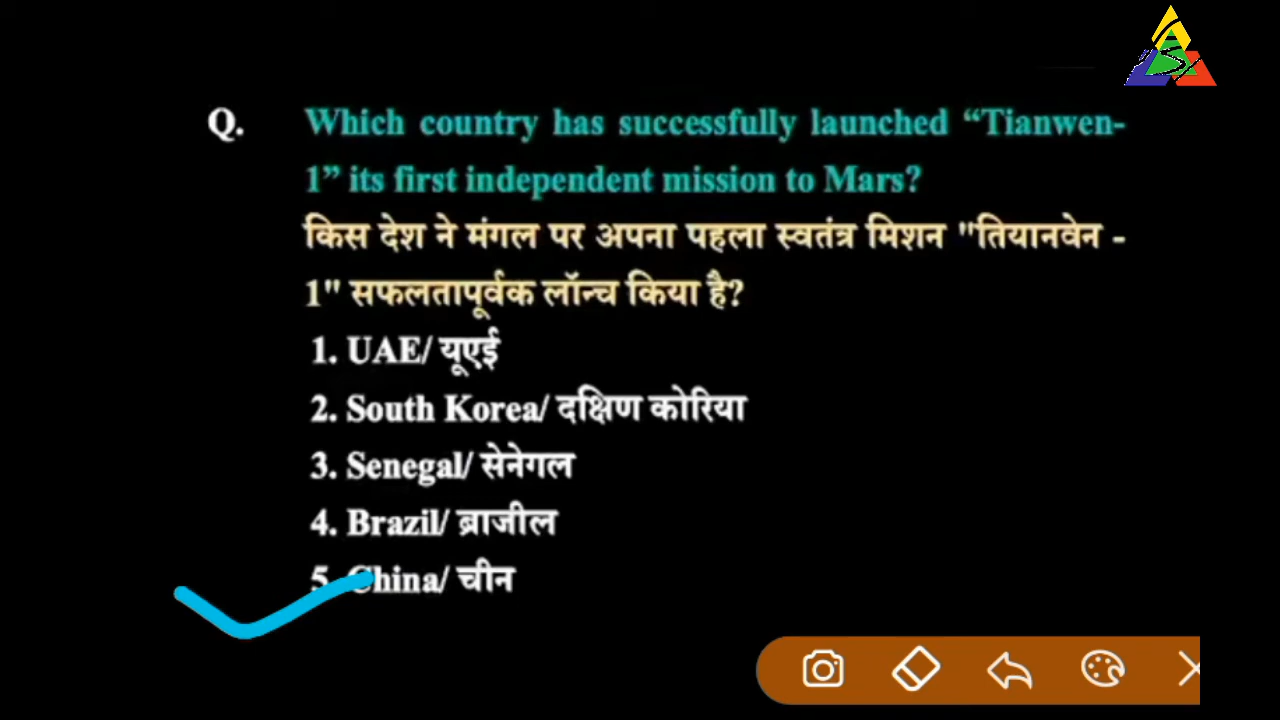 Q. Which country has successfully launched “Tianwen-
1” its first independent mission to Mars?
किस देश ने मंगल पर अपना पहला स्वतंत्र मिशन "तियानवेन -
1" सफलतापूर्वक लॉन्च किया है?
1. UAE/ यूएई
2. South Korea/ दक्षिण कोरिया
3. Senegal/ सेनेगल
4. Brazil/ ब्राजील
5. China/ चीन